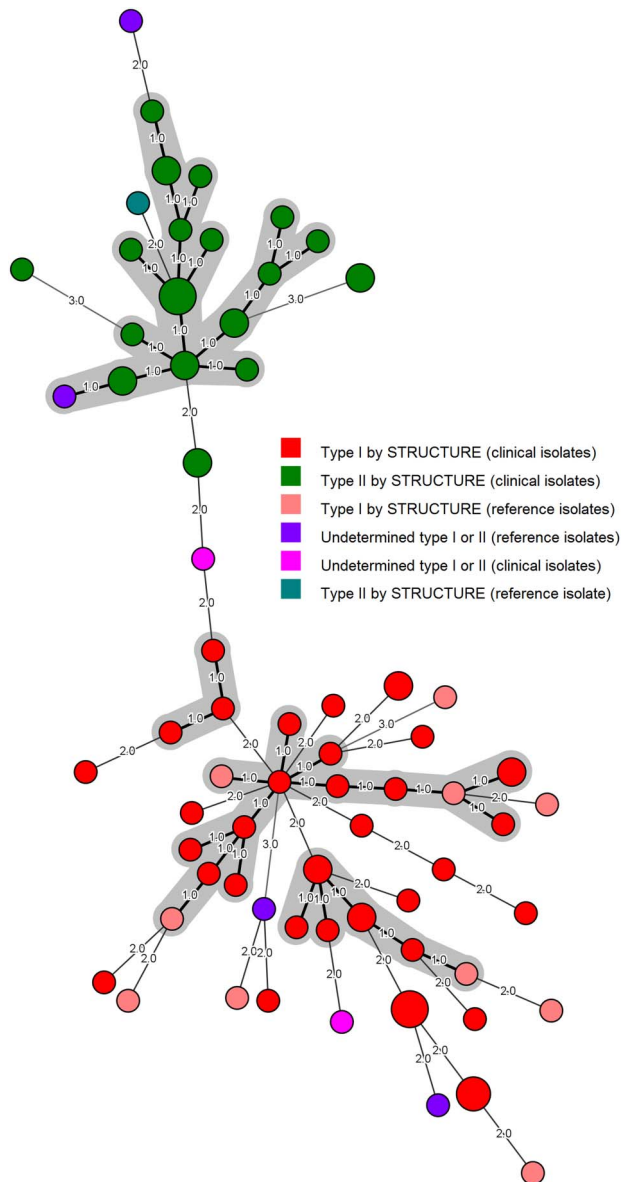 2.0
1.0
1.0 1.0
2.0 1.0 1.0
1.0 1.0 1.0
3.0 1.0 3.0
1.0
1.0 1.0
1.0 1.0
1.0
2.0
Type I by STRUCTURE (clinical isolates)
Type II by STRUCTURE (clinical isolates)
Type I by STRUCTURE (reference isolates)
Undetermined type I or II (reference isolates)
Undetermined type I or II (clinical isolates)
Type II by STRUCTURE (reference isolate)
2.0
2.0
1.0
1.0 2.0 3.0
2.0 1.0 2.0 2.0
2.0 1.0
1.0 1.0 1.0 1.0 1.0
2.0 1.0 2.0 2.0
1.0
2.0
1.0 1.0 1.0 3.0 2.0
1.0 1.0 1.0 1.0 2.0 2.0
1.0
2.0 2.0 2.0 2.0 2.0 1.0
2.0 2.0 2.0
2.0 2.0
2.0